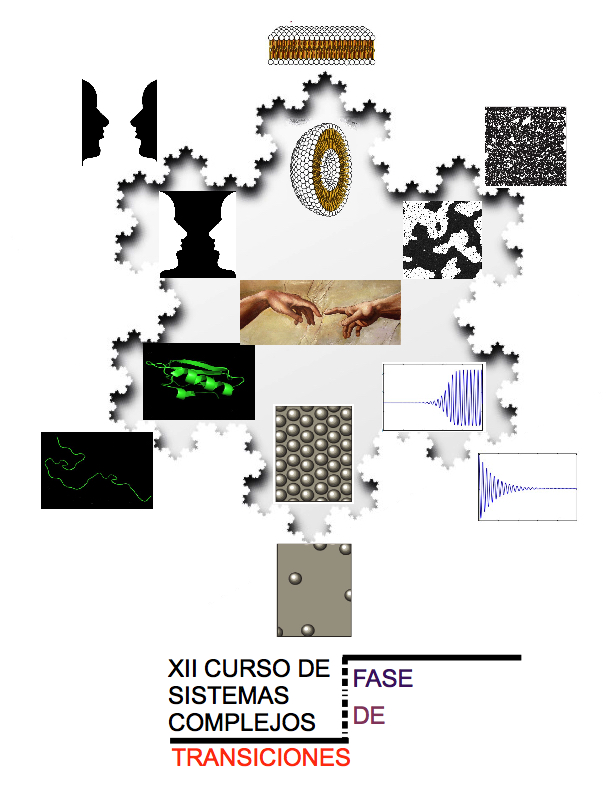 XII CURSO DE
SISTEMAS
COMPLEJOS
TRANSICIONES
DE
FASE